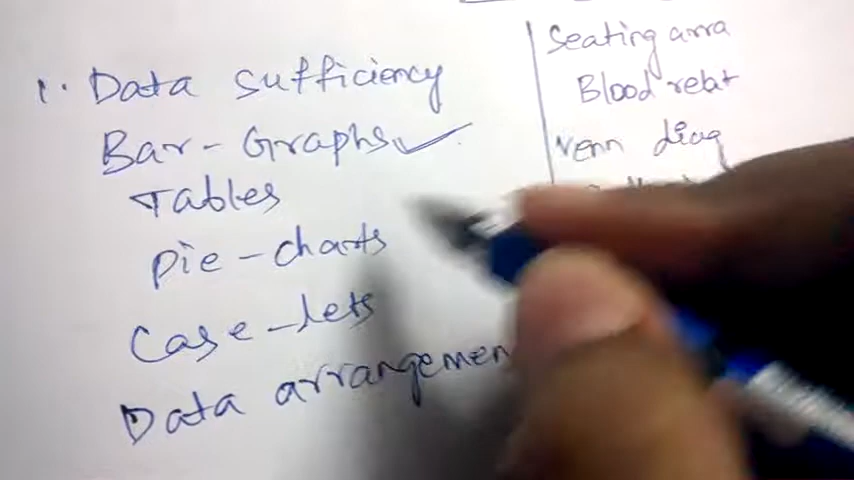 1. Data sufficiency
Bar-Graphs
Tables
Pie-charts
Case-lets
Data arrangemen
Seating arra
Blood relat
Venn diag